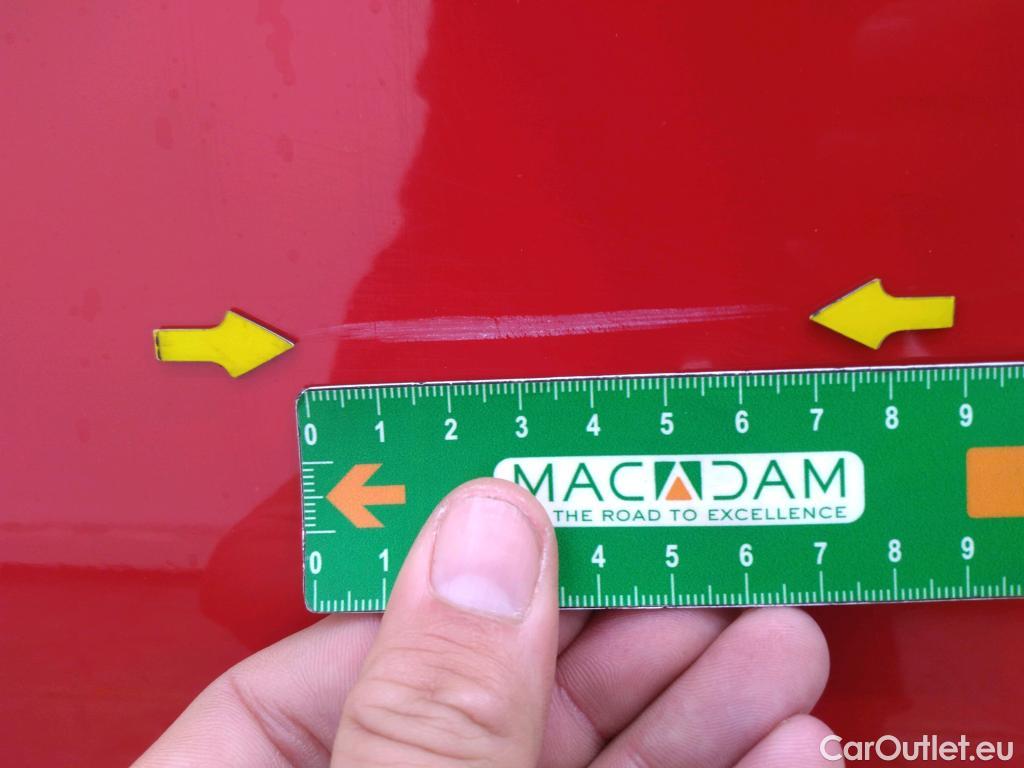 0 1 2 3 4 5 6 7 8 9
MACADAM
THE ROAD TO EXCELLENCE
0 1 4 5 6 7 8 9
CarOutlet.eu